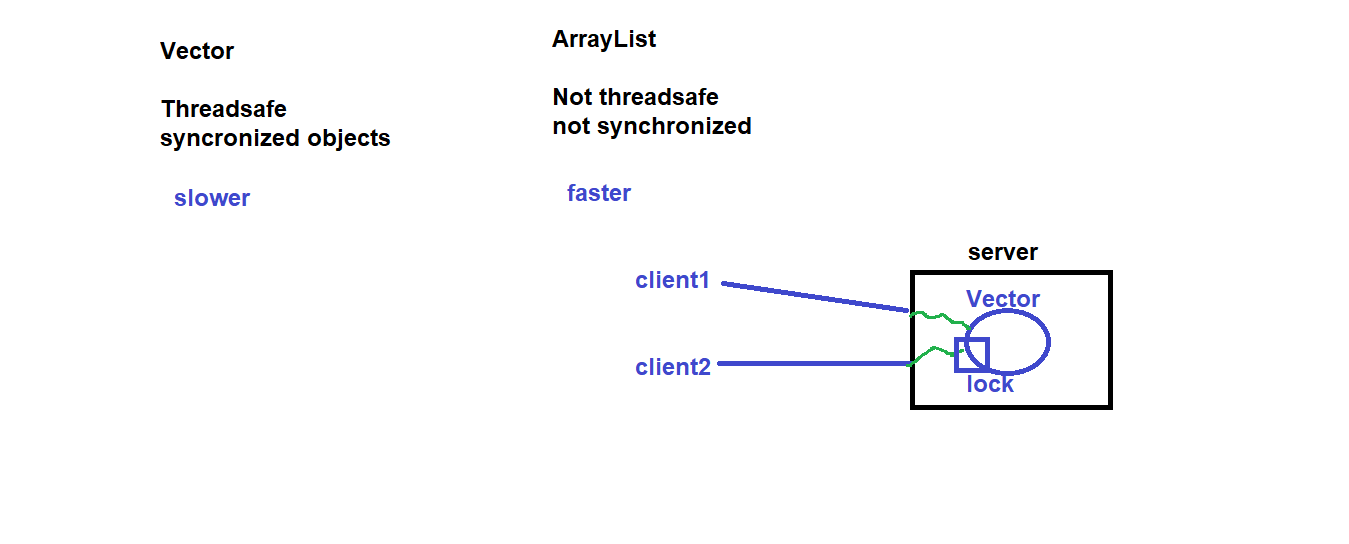 Vector
Threadsafe
syncronized objects
slower
ArrayList
Not threadsafe
not synchronized
faster
client1
client2
server
Vector
lock